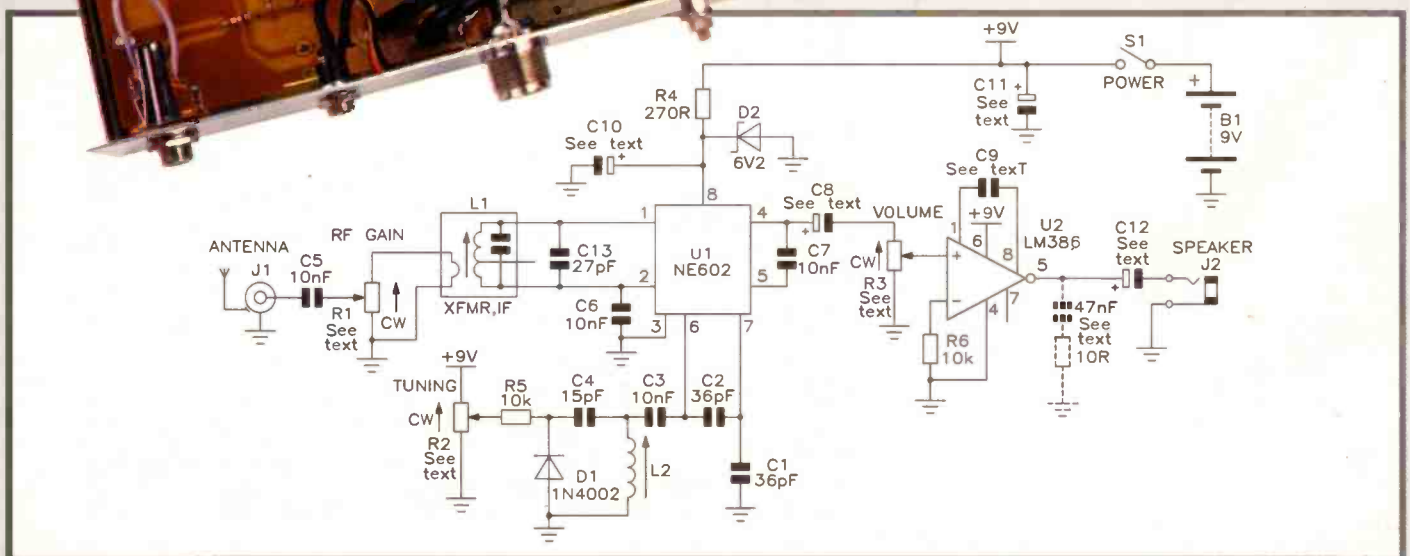 +9V
S1
POWER
C11
See
text
+
+
B1
9V
R4
270R
D2
6V2
C10
See text
+
8
L1
ANTENNA
J1
C5
10nF
RF GAIN
CW
R1
See
text
XFMR,IF
C13
27pF
C6
10nF
1
2
3
6
7
4
5
U1
NE602
C8
See text
+
C7
10nF
VOLUME
CW
R3
See
text
C9
See texT
+9V
1
6
8
+
–
4
7
5
U2
LM386
R6
10k
C12
See
text
+
SPEAKER
J2
47nF
See
text
10R
+9V
TUNING
CW
R2
See
text
R5
10k
C4
15pF
C3
10nF
C2
36pF
D1
1N4002
L2
C1
36pF